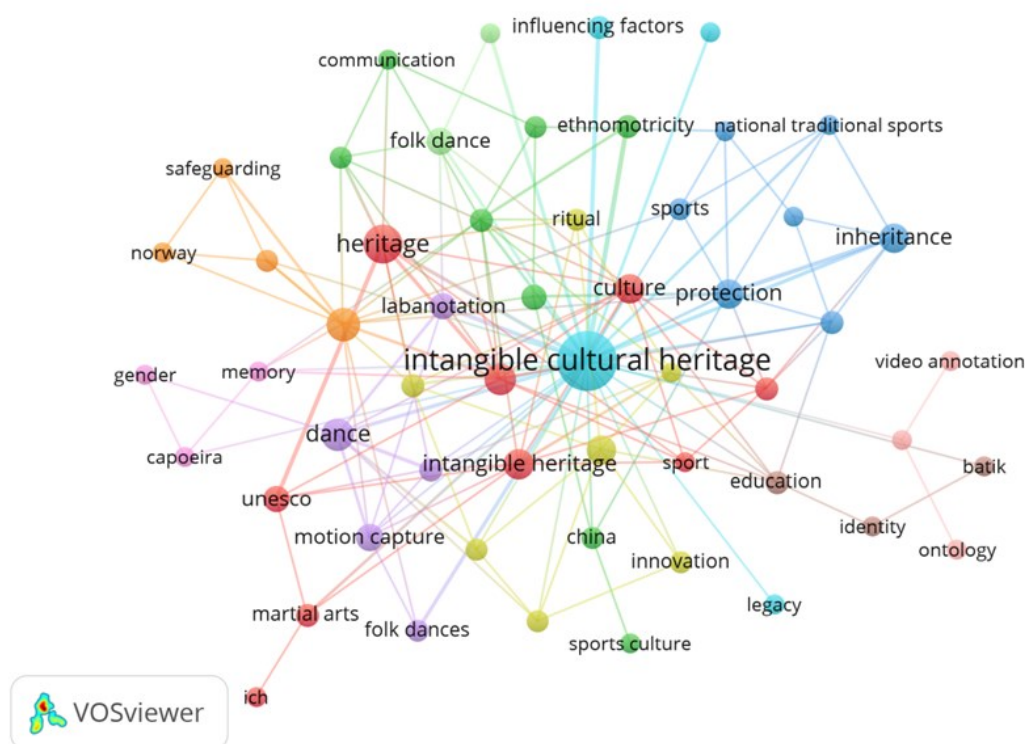 influencing factors
communication
ethnomotricity
national traditional sports
folk dance
safeguarding
ritual
sports
inheritance
heritage
norway
culture
protection
labanotation
intangible cultural heritage
video annotation
memory
gender
dance
capoeira
intangible heritage
sport
batik
education
unesco
identity
motion capture
china
ontology
innovation
legacy
martial arts
folk dances
sports culture
ich
VOSviewer